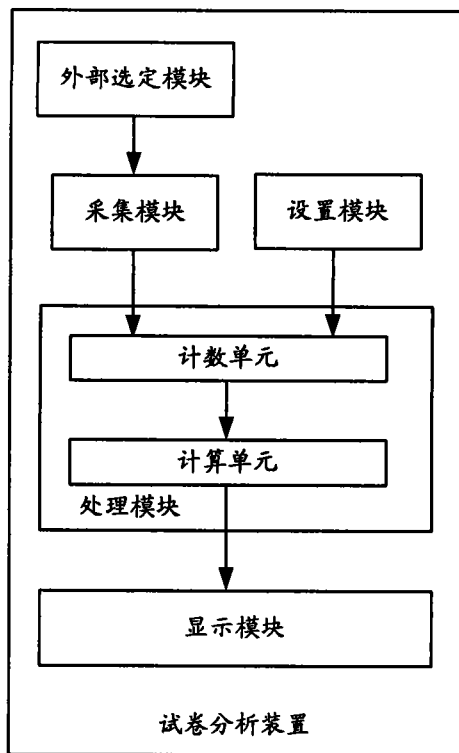 外部选定模块
采集模块
设置模块
计数单元
计算单元
处理模块
显示模块
试卷分析装置